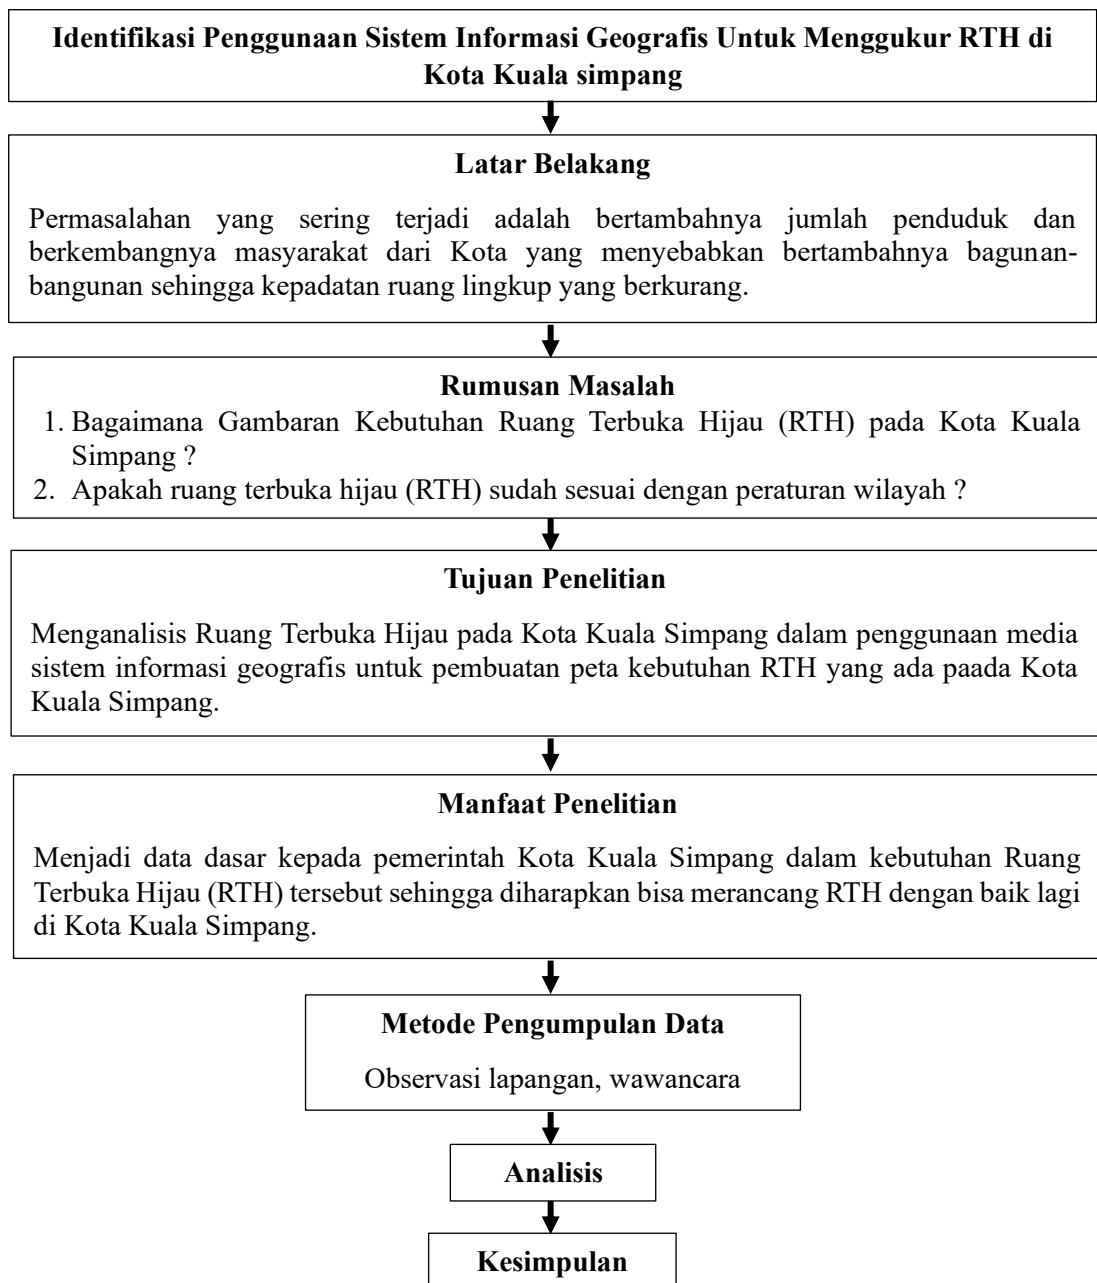 Identifikasi Penggunaan Sistem Informasi Geografis Untuk Menggukur RTH di
Kota Kuala simpang
Latar Belakang
Permasalahan yang sering terjadi adalah bertambahnya jumlah penduduk dan
berkembangnya masyarakat dari Kota yang menyebabkan bertambahnya bagunan-
bangunan sehingga kepadatan ruang lingkup yang berkurang.
Rumusan Masalah
1. Bagaimana Gambaran Kebutuhan Ruang Terbuka Hijau (RTH) pada Kota Kuala
Simpang ?
2. Apakah ruang terbuka hijau (RTH) sudah sesuai dengan peraturan wilayah ?
Tujuan Penelitian
Menganalisis Ruang Terbuka Hijau pada Kota Kuala Simpang dalam penggunaan media
sistem informasi geografis untuk pembuatan peta kebutuhan RTH yang ada paada Kota
Kuala Simpang.
Manfaat Penelitian
Menjadi data dasar kepada pemerintah Kota Kuala Simpang dalam kebutuhan Ruang
Terbuka Hijau (RTH) tersebut sehingga diharapkan bisa merancang RTH dengan baik lagi
di Kota Kuala Simpang.
Metode Pengumpulan Data
Observasi lapangan, wawancara
Analisis
Kesimpulan